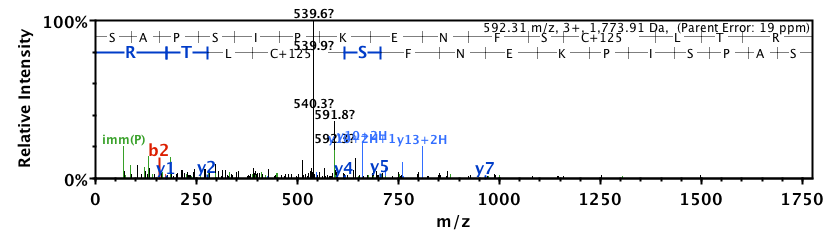 539.6?
100%
592.31 m/z, 3+, 1,773.91 Da, (Parent Error: 19 ppm)
S A P S I P K E N F S C+125 L T R
539.9?
R T L C+125 S F N E K P I S P A S
Relative Intensity
540.3?
591.8?
imm(P)
y13+2H
b2
y1 y2 y4 y5 y7
0%
0 250 500 750 1000 1250 1500 1750
m/z